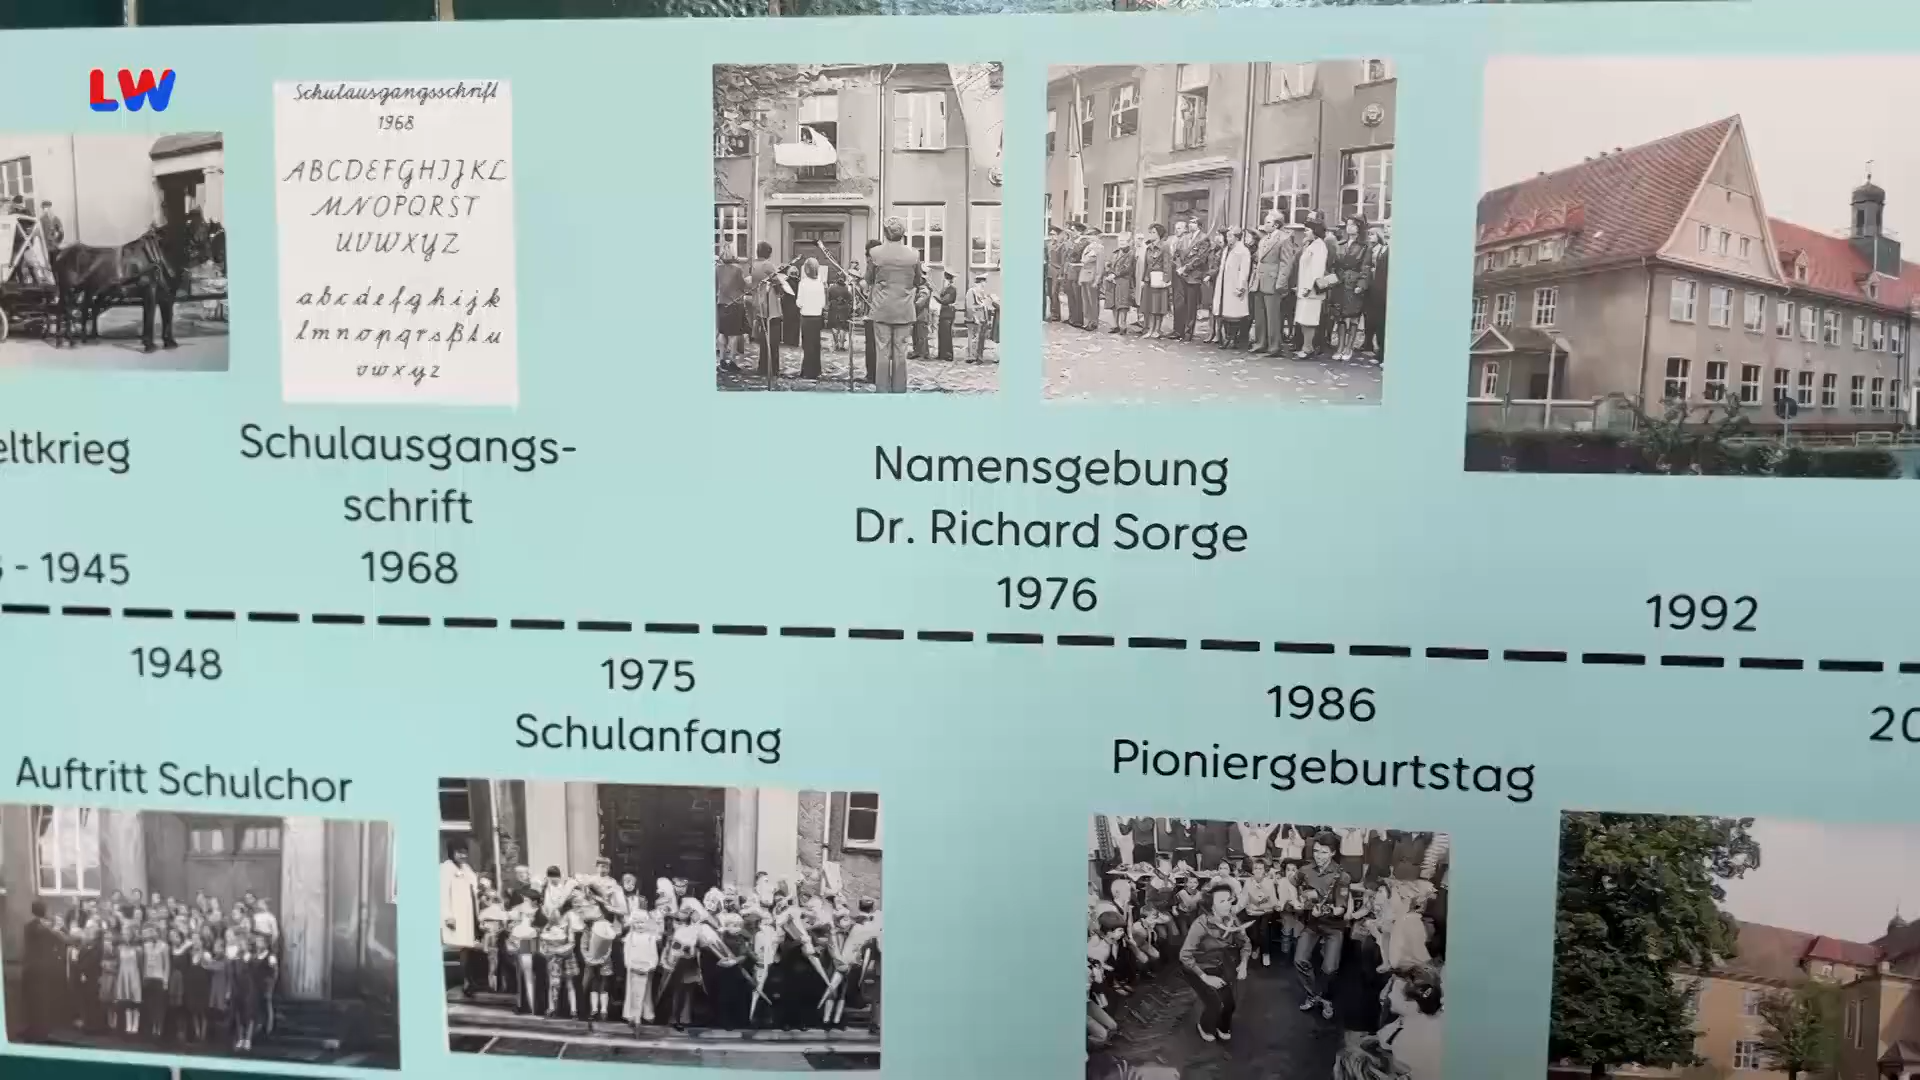 LW
Schulausgangsschrift
1968
ABCDEFGHIJKL
MNOPQRST
UVWXYZ
abcdefghijk
lmnopqrsßtu
vwxyz
eltkrieg
- 1945
Schulausgangs-
schrift
1968
Namensgebung
Dr. Richard Sorge
1976
1992
1948
Auftritt Schulchor
1975
Schulanfang
1986
Pioniergeburtstag
20